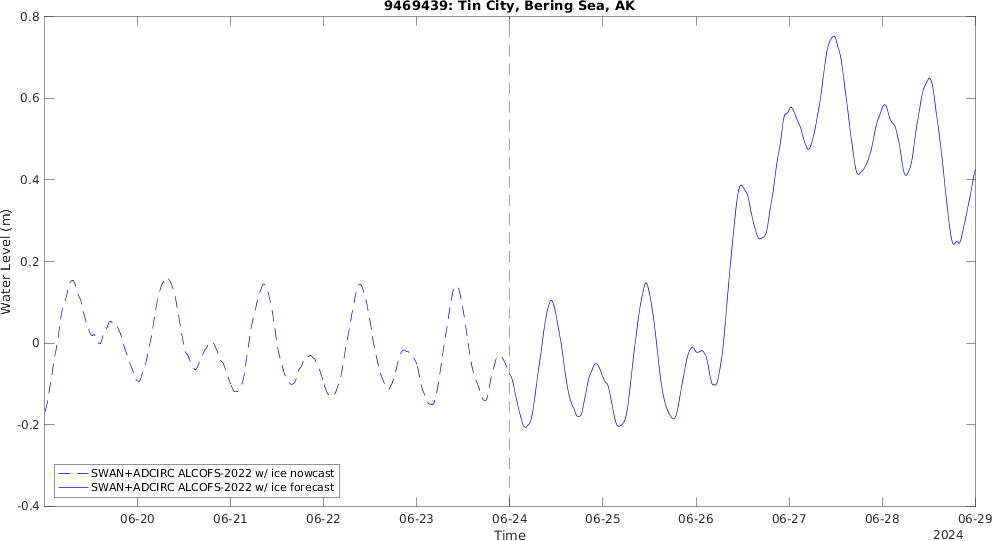 9469439: Tin City, Bering Sea, AK
Water Level (m)
0.8
0.6
0.4
0.2
0
-0.2
-0.4
SWAN+ADCIRC ALCOFS-2022 w/ ice nowcast
SWAN+ADCIRC ALCOFS-2022 w/ ice forecast
06-20 06-21 06-22 06-23 06-24 06-25 06-26 06-27 06-28 06-29
Time
2024